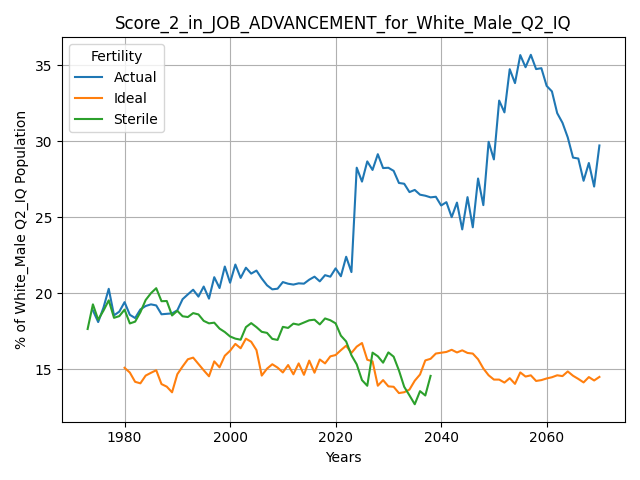 Score_2_in_JOB_ADVANCEMENT_for_White_Male_Q2_IQ
Fertility
Actual
Ideal
Sterile
% of White_Male Q2_IQ Population
35
30
25
20
15
1980
2000
2020
2040
2060
Years